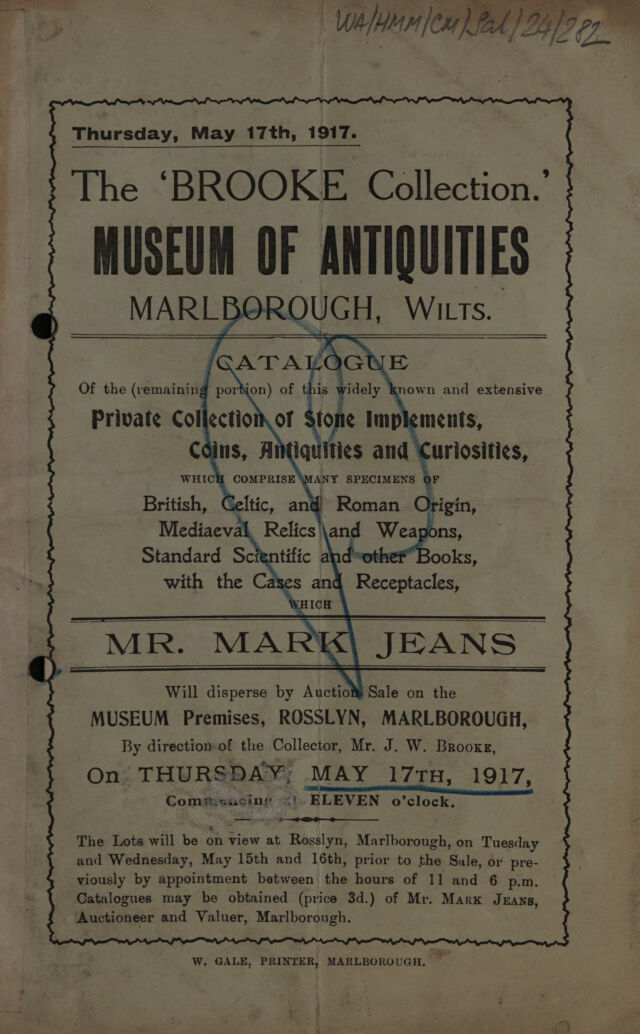 WA/HMM/CM/Sal/24/282
Thursday, May 17th, 1917.
The 'BROOKE Collection.'
MUSEUM OF ANTIQUITIES
MARLBOROUGH, WILTS.
CATALOGUE
Of the (remaining portion) of this widely known and extensive
Private Collection of Stone Implements,
Coins, Antiquities and Curiosities,
WHICH COMPRISE MANY SPECIMENS OF
British, Celtic, and Roman Origin,
Mediaeval Relics and Weapons,
Standard Scientific and other Books,
with the Cases and Receptacles,
WHICH
MR. MARK JEANS
Will disperse by Auction Sale on the
MUSEUM Premises, ROSSLYN, MARLBOROUGH,
By direction of the Collector, Mr. J. W. BROOKE,
On THURSDAY, MAY 17TH, 1917,
Commencing at ELEVEN o'clock.
The Lots will be on view at Rosslyn, Marlborough, on Tuesday
and Wednesday, May 15th and 16th, prior to the Sale, or pre-
viously by appointment between the hours of 11 and 6 p.m.
Catalogues may be obtained (price 3d.) of Mr. MARK JEANS,
Auctioneer and Valuer, Marlborough.
W. GALE, PRINTER, MARLBOROUGH.